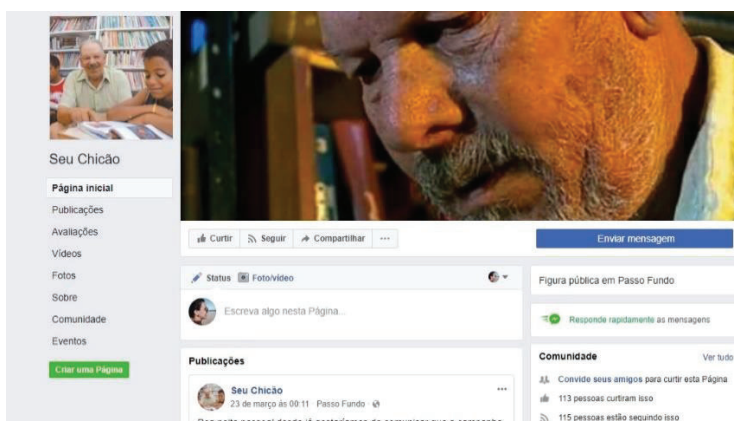 Seu Chicão
Página inicial
Publicações
Avaliações
Vídeos
Fotos
Sobre
Comunidade
Eventos
Criar uma Página
Curtir Seguir Compartilhar ...
Enviar mensagem
Status Foto/vídeo
Escreva algo nesta Página...
Publicações
Seu Chicão
23 de março às 00:11 Passo Fundo
Figura pública em Passo Fundo
Responde rapidamente as mensagens
Comunidade Ver tudo
Convide seus amigos para curtir esta Página
113 pessoas curtiram isso
115 pessoas estão seguindo isso